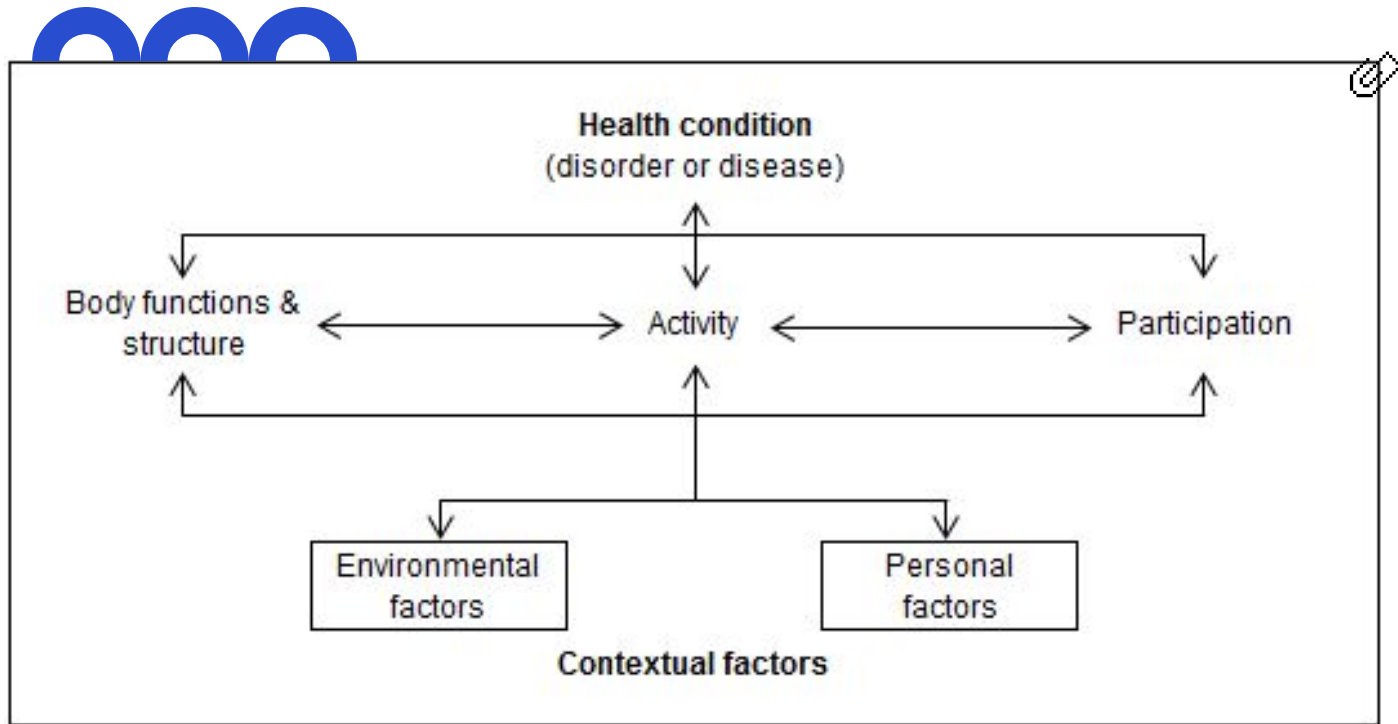 Health condition
(disorder or disease)
Body functions &
structure
Activity
Participation
Environmental
factors
Personal
factors
Contextual factors